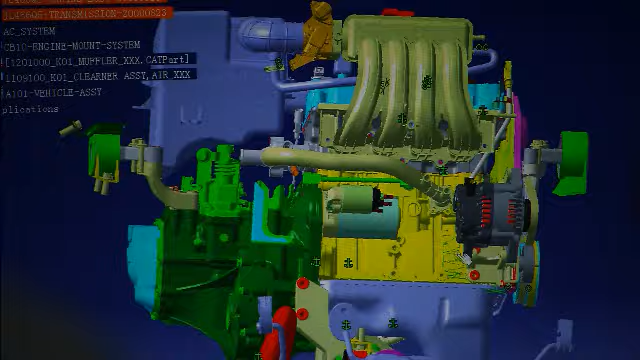 AC_SYSTEM
CB10-ENGINE-MOUNT-SYSTEM
[1201000_K01_MUFFLER_XXX.CATPart]
1109100_K01_CLEARNER ASSY,AIR_XXX
A101-VEHICLE-ASSY
plications